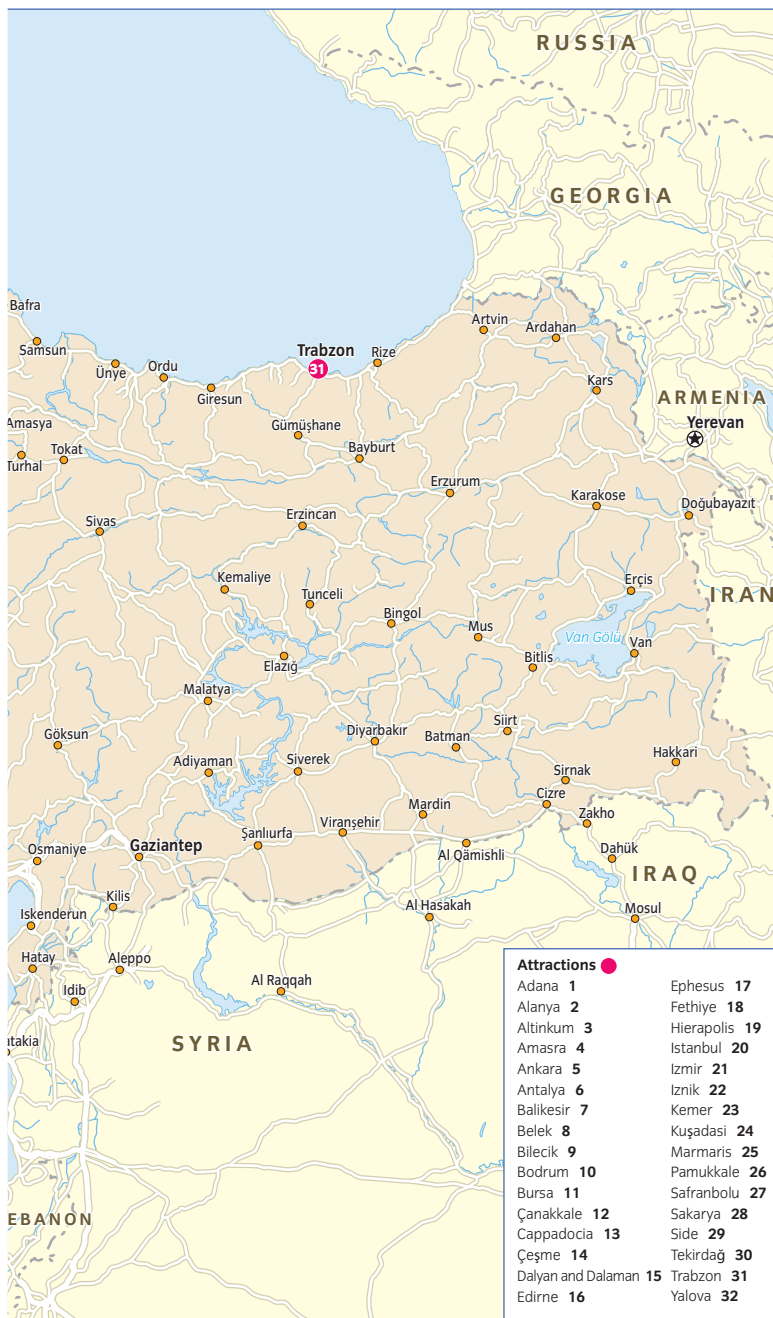 RUSSIA
GEORGIA
Bafra
Samsun
Ünye
Ordu
Giresun
Trabzon
31
Rize
Artvin
Ardahan
Kars
ARMENIA
Yerevan
Amasya
Turhal
Tokat
Gümüşhane
Bayburt
Erzurum
Karakose
Doğubayazıt
Sivas
Erzincan
Kemaliye
Tunceli
Erçis
IRAN
Bingol
Mus
Van Gölü
Van
Elazığ
Bitlis
Malatya
Göksun
Diyarbakır
Batman
Siirt
Adiyaman
Siverek
Sirnak
Hakkari
Mardin
Cizre
Viranşehir
Zakho
Osmaniye
Gaziantep
Şanlıurfa
Al Qāmishli
Dahūk
IRAQ
Kilis
Al Hasakah
Mosul
Iskenderun
Hatay
Aleppo
Idib
Al Raqqah
atakia
SYRIA
EBANON
Attractions
Adana 1
Alanya 2
Altinkum 3
Amasra 4
Ankara 5
Antalya 6
Balikesir 7
Belek 8
Bilecik 9
Bodrum 10
Bursa 11
Çanakkale 12
Cappadocia 13
Çeşme 14
Dalyan and Dalaman 15
Edirne 16
Ephesus 17
Fethiye 18
Hierapolis 19
Istanbul 20
Izmir 21
Iznik 22
Kemer 23
Kuşadasi 24
Marmaris 25
Pamukkale 26
Safranbolu 27
Sakarya 28
Side 29
Tekirdağ 30
Trabzon 31
Yalova 32